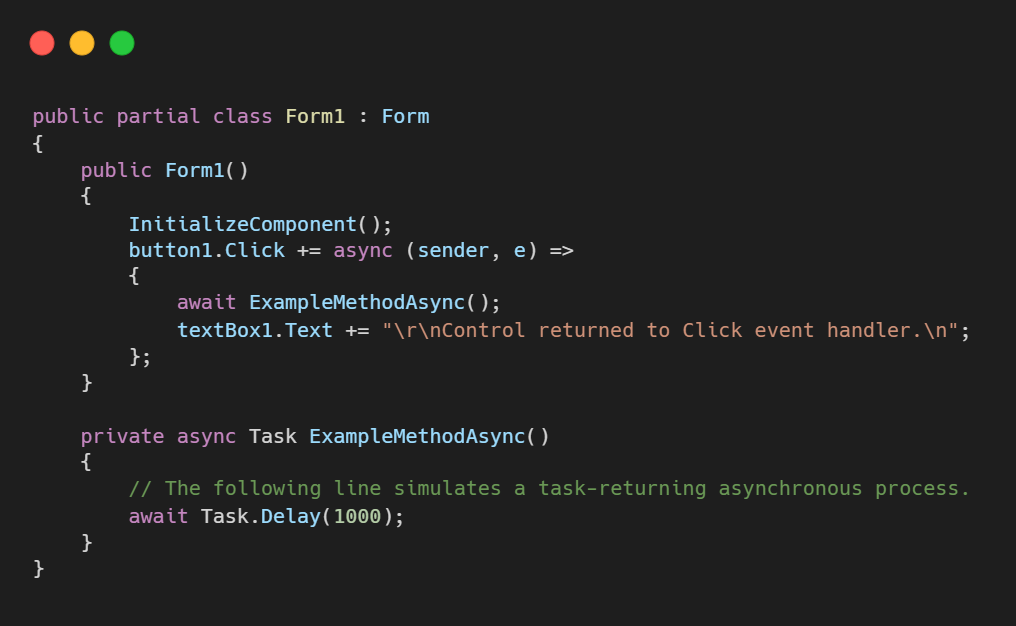 public partial class Form1 : Form
{
    public Form1()
    {
        InitializeComponent();
        button1.Click += async (sender, e) =>
        {
            await ExampleMethodAsync();
            textBox1.Text += "\r\nControl returned to Click event handler.\n";
        };
    }

    private async Task ExampleMethodAsync()
    {
        // The following line simulates a task-returning asynchronous process.
        await Task.Delay(1000);
    }
}